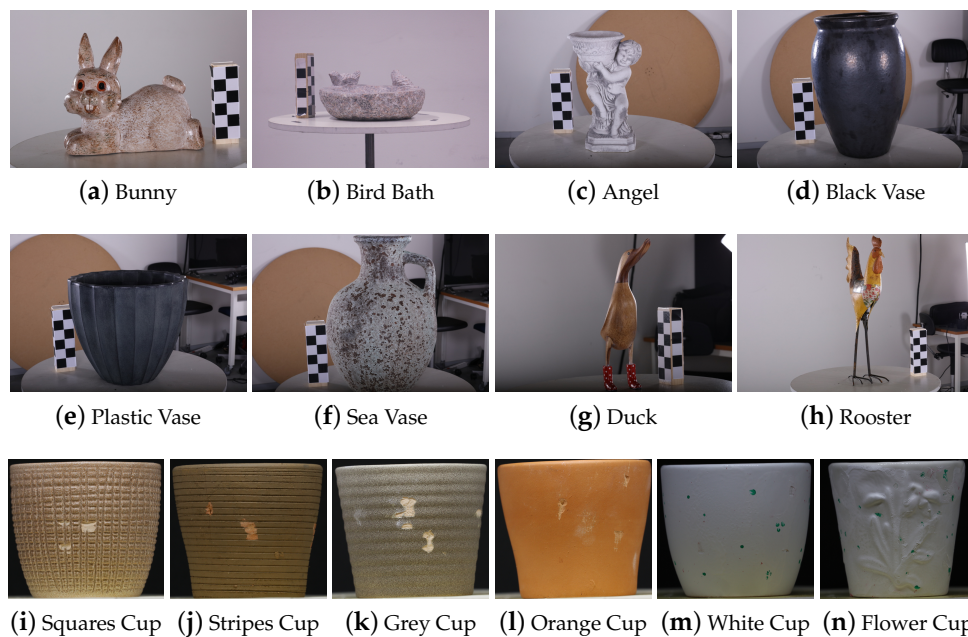 (a) Bunny
(b) Bird Bath
(c) Angel
(d) Black Vase
(e) Plastic Vase
(f) Sea Vase
(g) Duck
(h) Rooster
(i) Squares Cup
(j) Stripes Cup
(k) Grey Cup
(l) Orange Cup
(m) White Cup
(n) Flower Cup